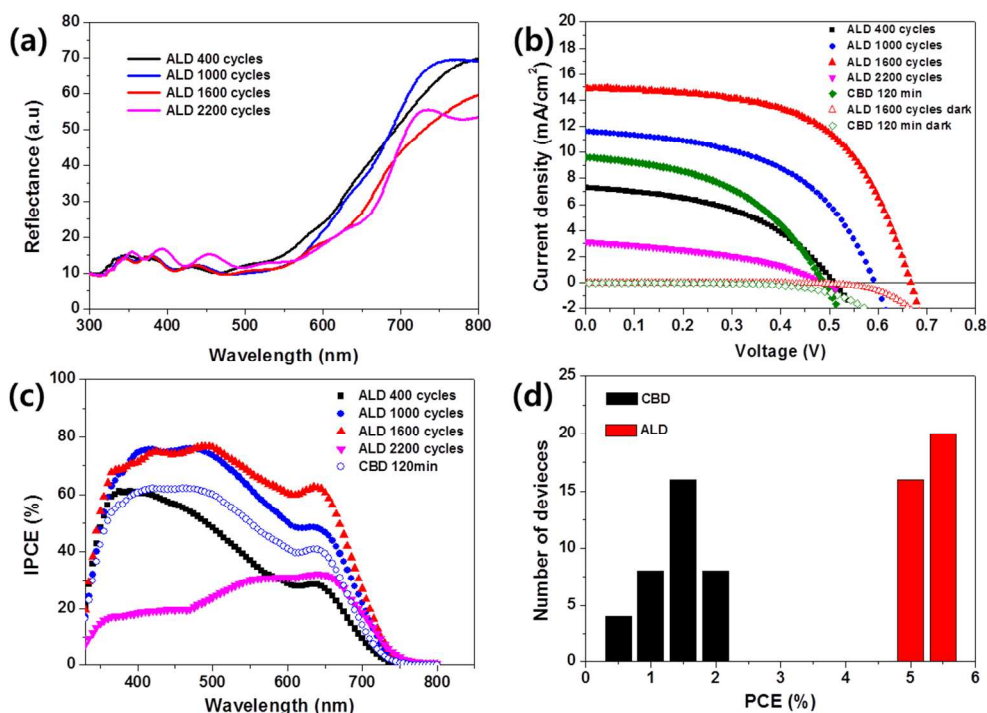 (a)
ALD 400 cycles
ALD 1000 cycles
ALD 1600 cycles
ALD 2200 cycles
80
70
60
50
40
30
20
10
0
Reflectance (a.u)
300 400 500 600 700 800
Wavelength (nm)
(b)
ALD 400 cycles
ALD 1000 cycles
ALD 1600 cycles
ALD 2200 cycles
CBD 120 min
ALD 1600 cycles dark
CBD 120 min dark
20
18
16
14
12
10
8
6
4
2
0
-2
Current density (mA/cm²)
0.0 0.1 0.2 0.3 0.4 0.5 0.6 0.7 0.8
Voltage (V)
(c)
ALD 400 cycles
ALD 1000 cycles
ALD 1600 cycles
ALD 2200 cycles
CBD 120min
100
80
60
40
20
0
IPCE (%)
400 500 600 700 800
Wavelength (nm)
(d)
CBD
ALD
25
20
15
10
5
0
Number of devieces
0 1 2 3 4 5 6
PCE (%)